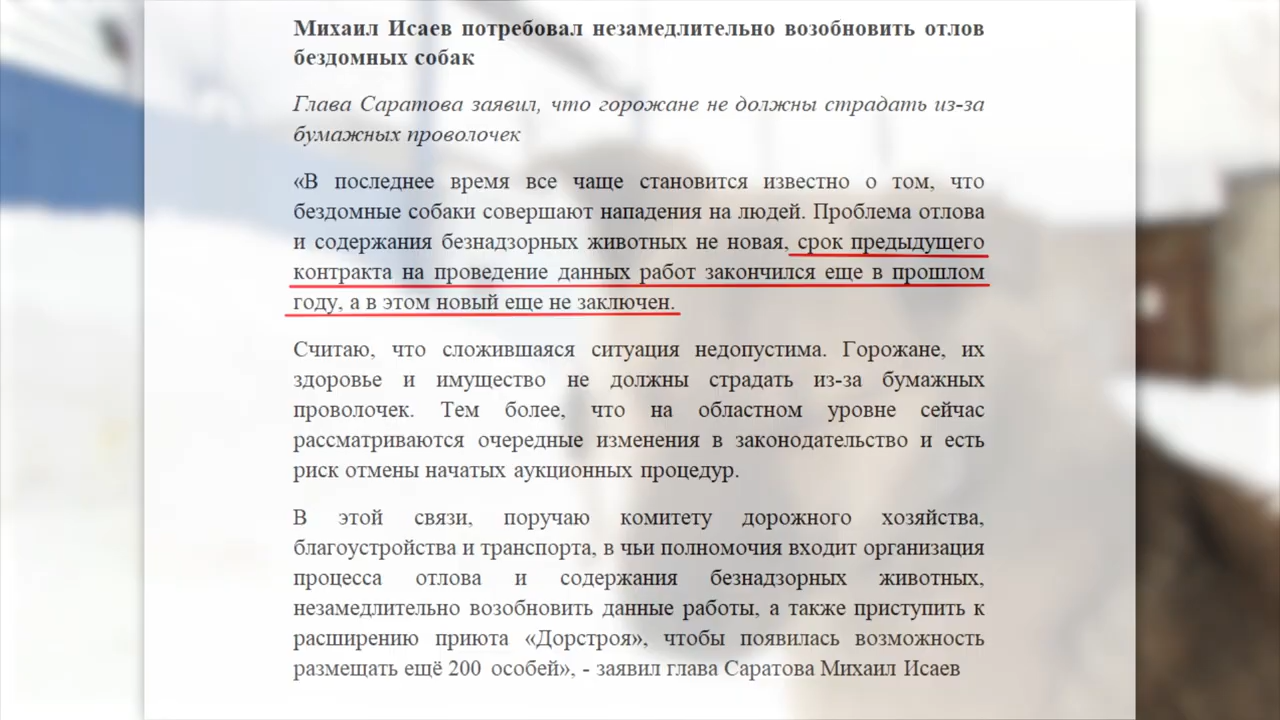 Михаил Исаев потребовал незамедлительно возобновить отлов
бездомных собак
Глава Саратова заявил, что горожане не должны страдать из-за
бумажных проволочек
«В последнее время все чаще становится известно о том, что
бездомные собаки совершают нападения на людей. Проблема отлова
и содержания безнадзорных животных не новая, срок предыдущего
контракта на проведение данных работ закончился еще в прошлом
году, а в этом новый еще не заключен.
Считаю, что сложившаяся ситуация недопустима. Горожане, их
здоровье и имущество не должны страдать из-за бумажных
проволочек. Тем более, что на областном уровне сейчас
рассматриваются очередные изменения в законодательство и есть
риск отмены начатых аукционных процедур.
В этой связи, поручаю комитету дорожного хозяйства,
благоустройства и транспорта, в чьи полномочия входит организация
процесса отлова и содержания безнадзорных животных,
незамедлительно возобновить данные работы, а также приступить к
расширению приюта «Дорстроя», чтобы появилась возможность
размещать ещё 200 особей», - заявил глава Саратова Михаил Исаев